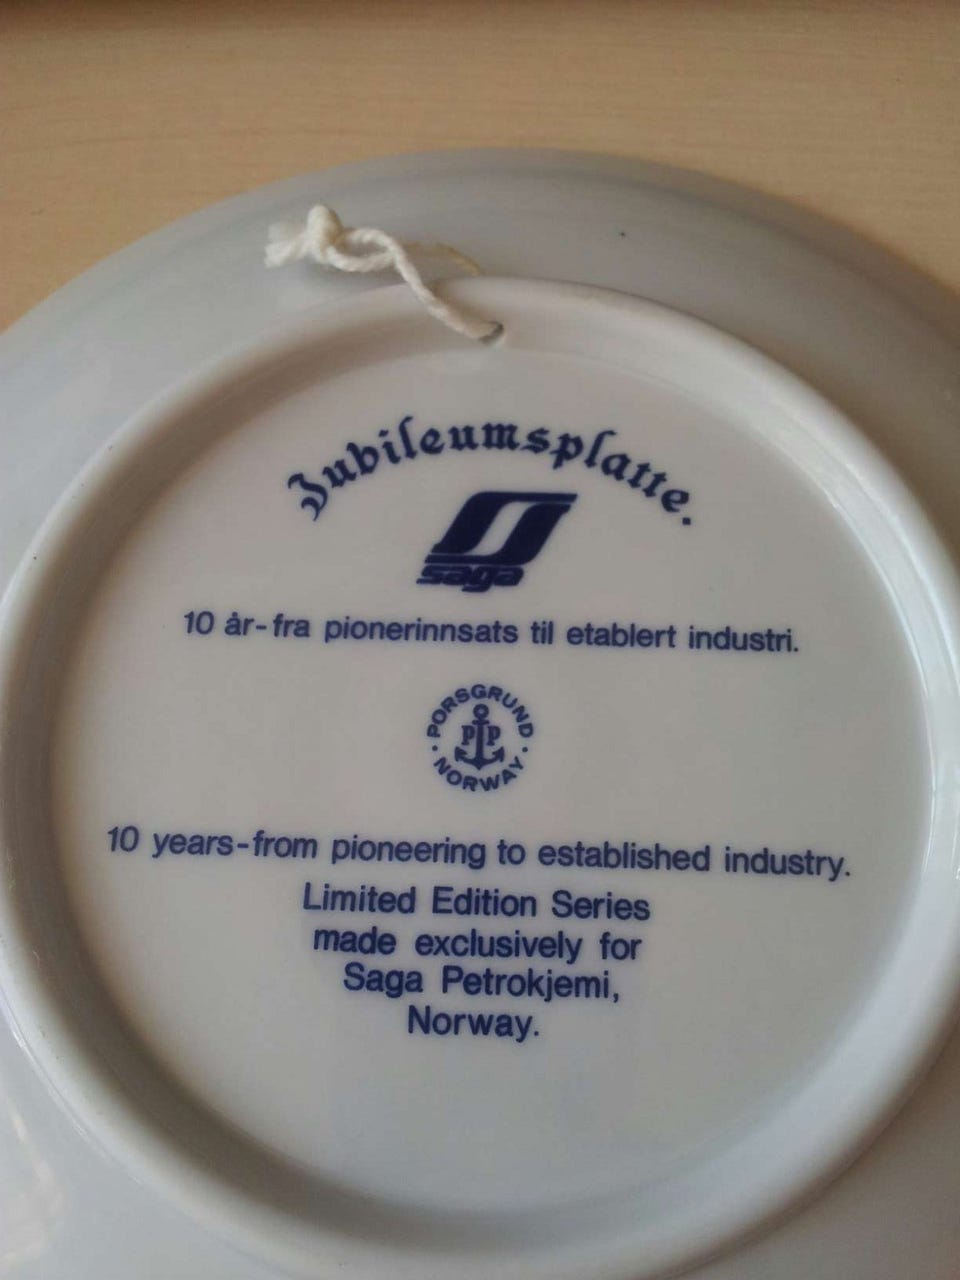 Jubileumsplatte.
saga
10 år-fra pionerinnsats til etablert industri.
PORSGRUND
PP
NORWAY
10 years-from pioneering to established industry.
Limited Edition Series
made exclusively for
Saga Petrokjemi,
Norway.